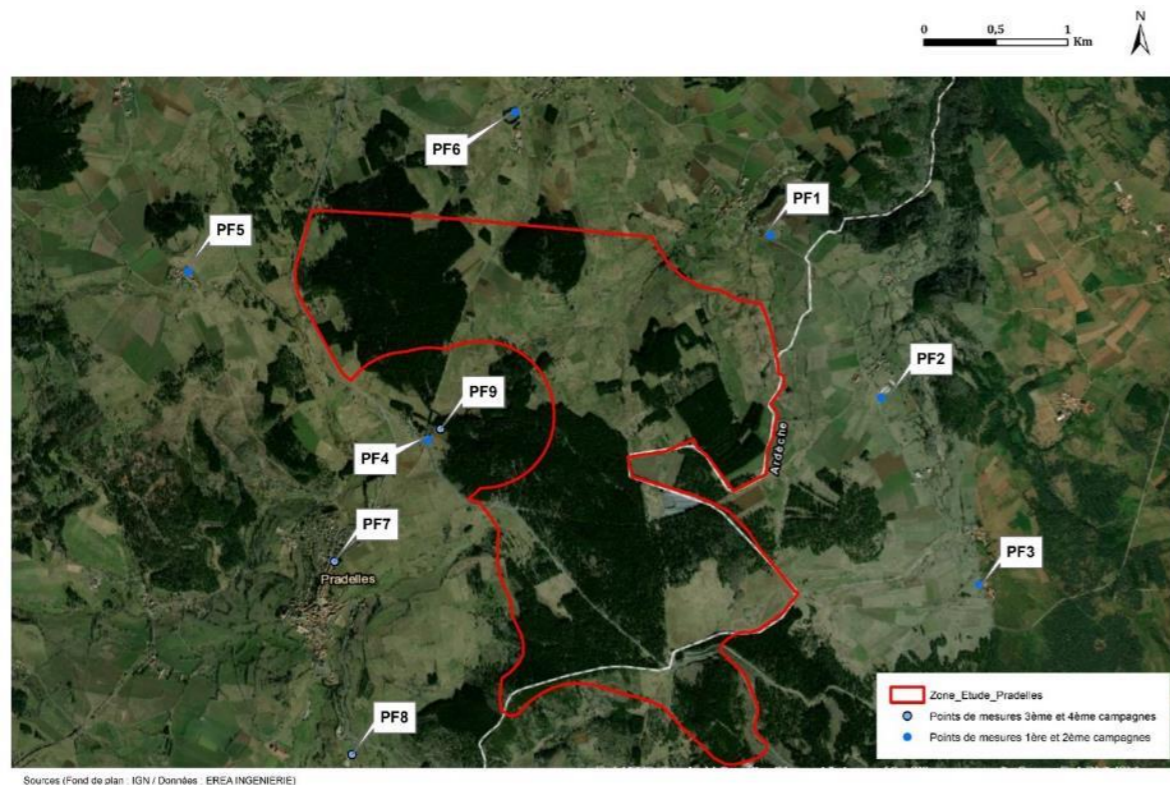 0 0,5 1
Km
N
PF6
PF1
PF5
PF2
PF9
PF4
Ardèche
PF7
PF3
Pradelles
PF8
Zone_Etude_Pradelles
Points de mesures 3ème et 4ème campagnes
Points de mesures 1ère et 2ème campagnes
Sources (Fond de plan : IGN / Données : EREA INGENIERIE)